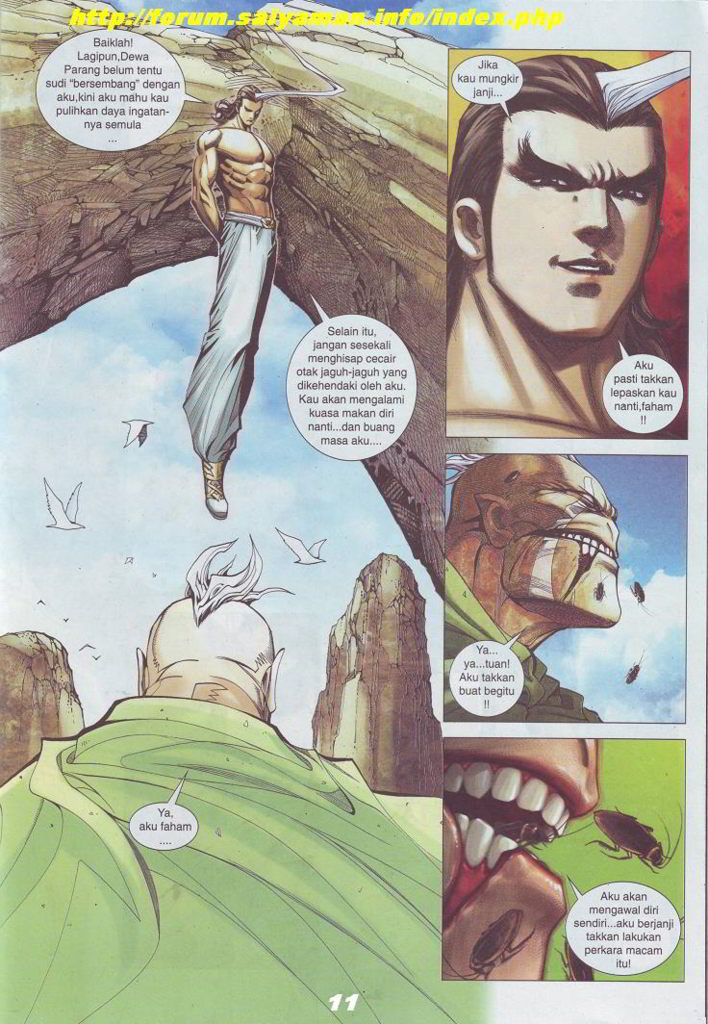 http://forum.saiyaman.info/index.php
Baiklah!
Lagipun,Dewa
Parang belum tentu
sudi "bersembang" dengan
aku,kini aku mahu kau
pulihkan daya ingatan-
nya semula
...
Selain itu,
jangan sesekali
menghisap cecair
otak jaguh-jaguh yang
dikehendaki oleh aku.
Kau akan mengalami
kuasa makan diri
nanti...dan buang
masa aku....
Ya,
aku faham
....
Jika
kau mungkir
janji...
Aku
pasti takkan
lepaskan kau
nanti,faham
!!
Ya...
ya...tuan!
Aku takkan
buat begitu
!!
Aku akan
mengawal diri
sendiri...aku berjanji
takkan lakukan
perkara macam
itu!
11